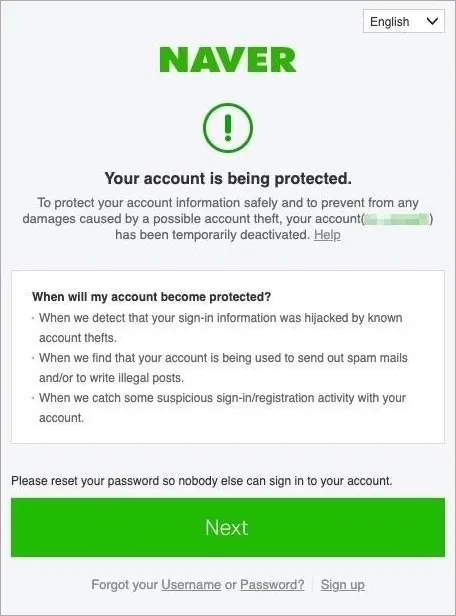 English
NAVER
Your account is being protected.
To protect your account information safely and to prevent from any
damages caused by a possible account theft, your account( )
has been temporarily deactivated. Help
When will my account become protected?
· When we detect that your sign-in information was hijacked by known
account thefts.
· When we find that your account is being used to send out spam mails
and/or to write illegal posts.
· When we catch some suspicious sign-in/registration activity with your
account.
Please reset your password so nobody else can sign in to your account.
Next
Forgot your Username or Password? | Sign up